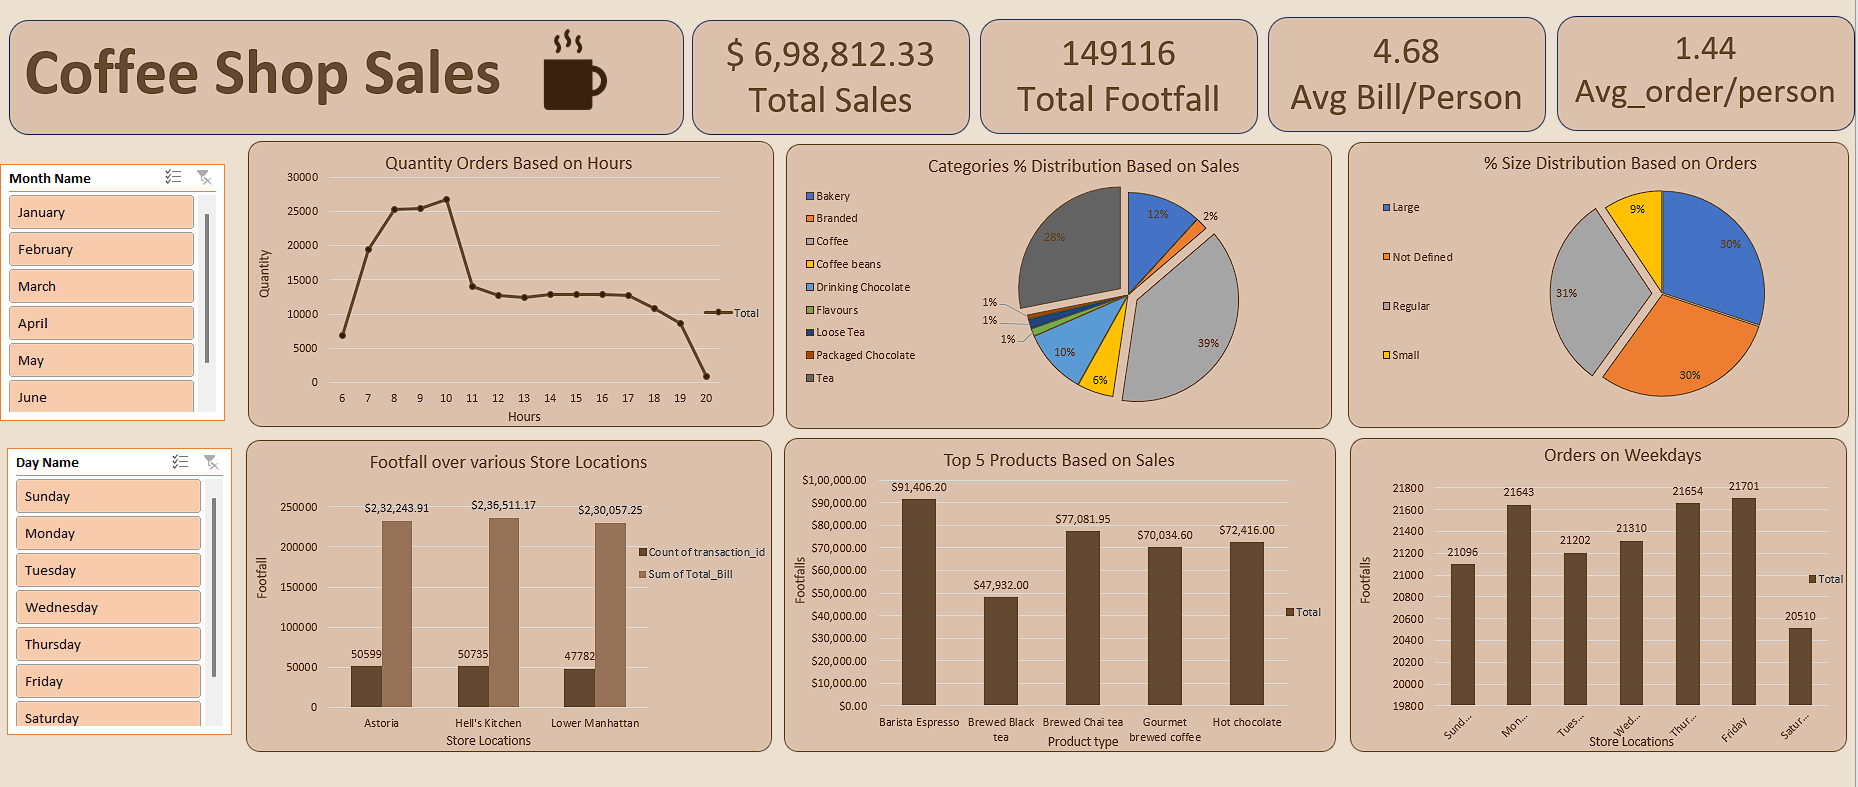 Coffee Shop Sales
$ 6,98,812.33
Total Sales
149116
Total Footfall
4.68
Avg Bill/Person
1.44
Avg_order/person
Month Name
January
February
March
April
May
June
Day Name
Sunday
Monday
Tuesday
Wednesday
Thursday
Friday
Saturday
Quantity Orders Based on Hours
Quantity
30000
25000
20000
15000
10000
5000
0
6 7 8 9 10 11 12 13 14 15 16 17 18 19 20
Hours
Total
Categories % Distribution Based on Sales
Bakery
Branded
Coffee
Coffee beans
Drinking Chocolate
Flavours
Loose Tea
Packaged Chocolate
Tea
12%
2%
39%
6%
10%
1%
1%
1%
28%
% Size Distribution Based on Orders
Large
Not Defined
Regular
Small
30%
30%
31%
9%
Footfall over various Store Locations
Footfall
250000
200000
150000
100000
50000
0
$2,32,243.91
$2,36,511.17
$2,30,057.25
50599
50735
47782
Astoria
Hell's Kitchen
Lower Manhattan
Store Locations
Count of transaction_id
Sum of Total_Bill
Top 5 Products Based on Sales
Footfalls
$1,00,000.00
$90,000.00
$80,000.00
$70,000.00
$60,000.00
$50,000.00
$40,000.00
$30,000.00
$20,000.00
$10,000.00
$0.00
$91,406.20
$47,932.00
$77,081.95
$70,034.60
$72,416.00
Barista Espresso
Brewed Black
tea
Brewed Chai tea
Gourmet
brewed coffee
Hot chocolate
Product type
Total
Orders on Weekdays
Footfalls
21800
21600
21400
21200
21000
20800
20600
20400
20200
20000
19800
21096
21643
21202
21310
21654
21701
20510
Sund...
Mon...
Tues...
Wed...
Thur...
Friday
Satur...
Store Locations
Total